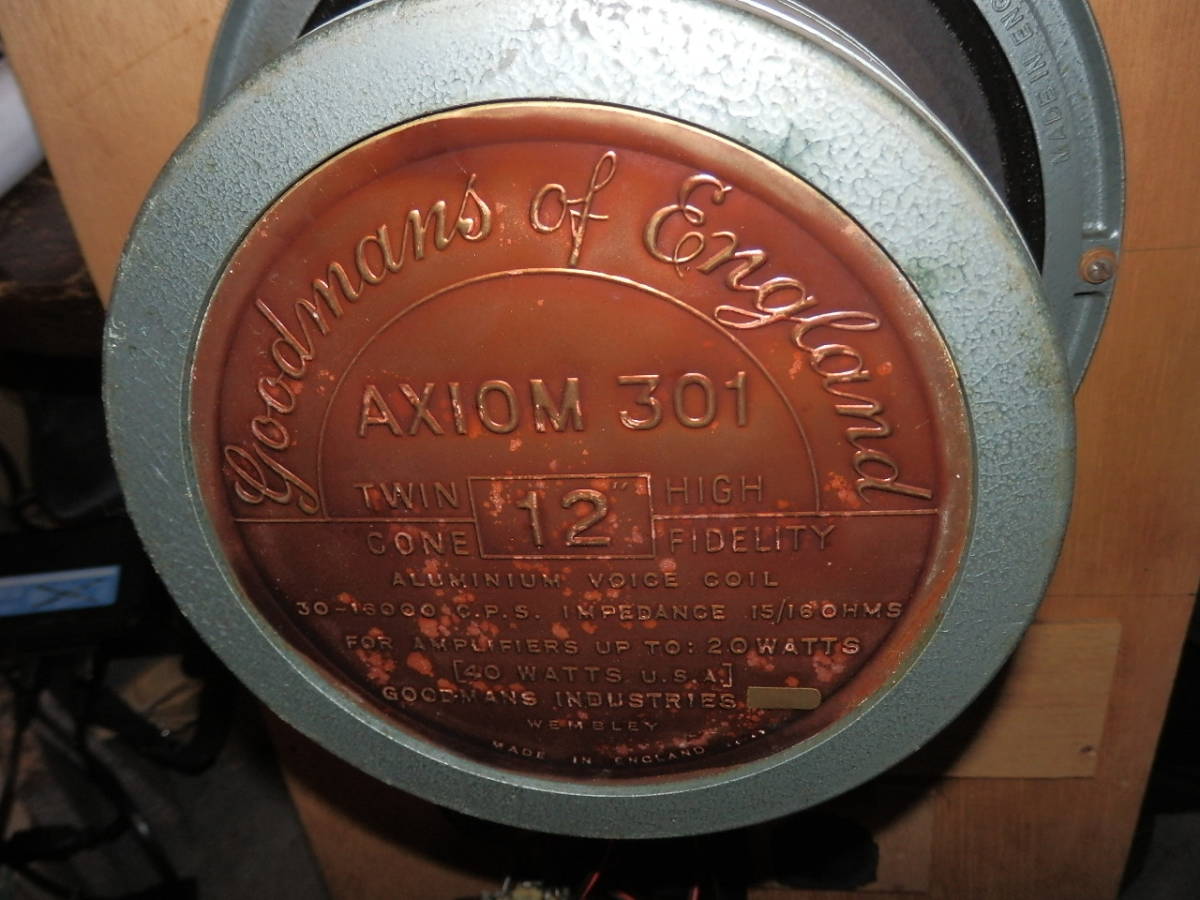 MADE IN ENG
Goodmans of England
AXIOM 301
TWIN 12" HIGH
CONE FIDELITY
ALUMINIUM VOICE COIL
30-16000 C.P.S. IMPEDANCE 15/16 OHMS
FOR AMPLIFIERS UP TO: 20 WATTS
[40 WATTS U.S.A.]
GOODMANS INDUSTRIES
WEMBLEY
MADE IN ENGLAND